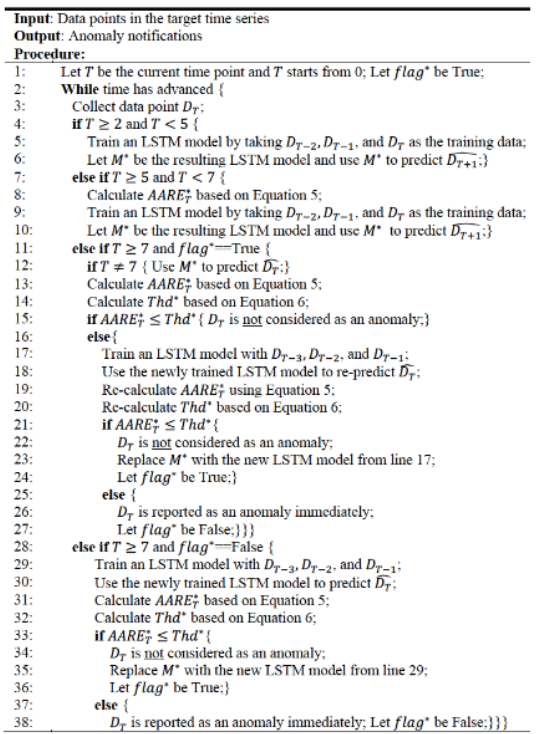 Input: Data points in the target time series
Output: Anomaly notifications
Procedure:
1: Let T be the current time point and T starts from 0; Let flag* be True;
2: While time has advanced {
3: Collect data point D_T;
4: if T ≥ 2 and T < 5 {
5: Train an LSTM model by taking D_{T−2}, D_{T−1}, and D_T as the training data;
6: Let M* be the resulting LSTM model and use M* to predict \widehat{D_{T+1}};}
7: else if T ≥ 5 and T < 7 {
8: Calculate AARE*_T based on Equation 5;
9: Train an LSTM model by taking D_{T−2}, D_{T−1}, and D_T as the training data;
10: Let M* be the resulting LSTM model and use M* to predict \widehat{D_{T+1}};}
11: else if T ≥ 7 and flag*==True {
12: if T ≠ 7 { Use M* to predict \widehat{D_T};}
13: Calculate AARE*_T based on Equation 5;
14: Calculate Thd* based on Equation 6;
15: if AARE*_T ≤ Thd* { D_T is not considered as an anomaly;}
16: else{
17: Train an LSTM model with D_{T−3}, D_{T−2}, and D_{T−1};
18: Use the newly trained LSTM model to re-predict \widehat{D_T};
19: Re-calculate AARE*_T using Equation 5;
20: Re-calculate Thd* based on Equation 6;
21: if AARE*_T ≤ Thd* {
22: D_T is not considered as an anomaly;
23: Replace M* with the new LSTM model from line 17;
24: Let flag* be True;}
25: else {
26: D_T is reported as an anomaly immediately;
27: Let flag* be False;}}}
28: else if T ≥ 7 and flag*==False {
29: Train an LSTM model with D_{T−3}, D_{T−2}, and D_{T−1};
30: Use the newly trained LSTM model to predict \widehat{D_T};
31: Calculate AARE*_T based on Equation 5;
32: Calculate Thd* based on Equation 6;
33: if AARE*_T ≤ Thd* {
34: D_T is not considered as an anomaly;
35: Replace M* with the new LSTM model from line 29;
36: Let flag* be True;}
37: else {
38: D_T is reported as an anomaly immediately; Let flag* be False;}}}